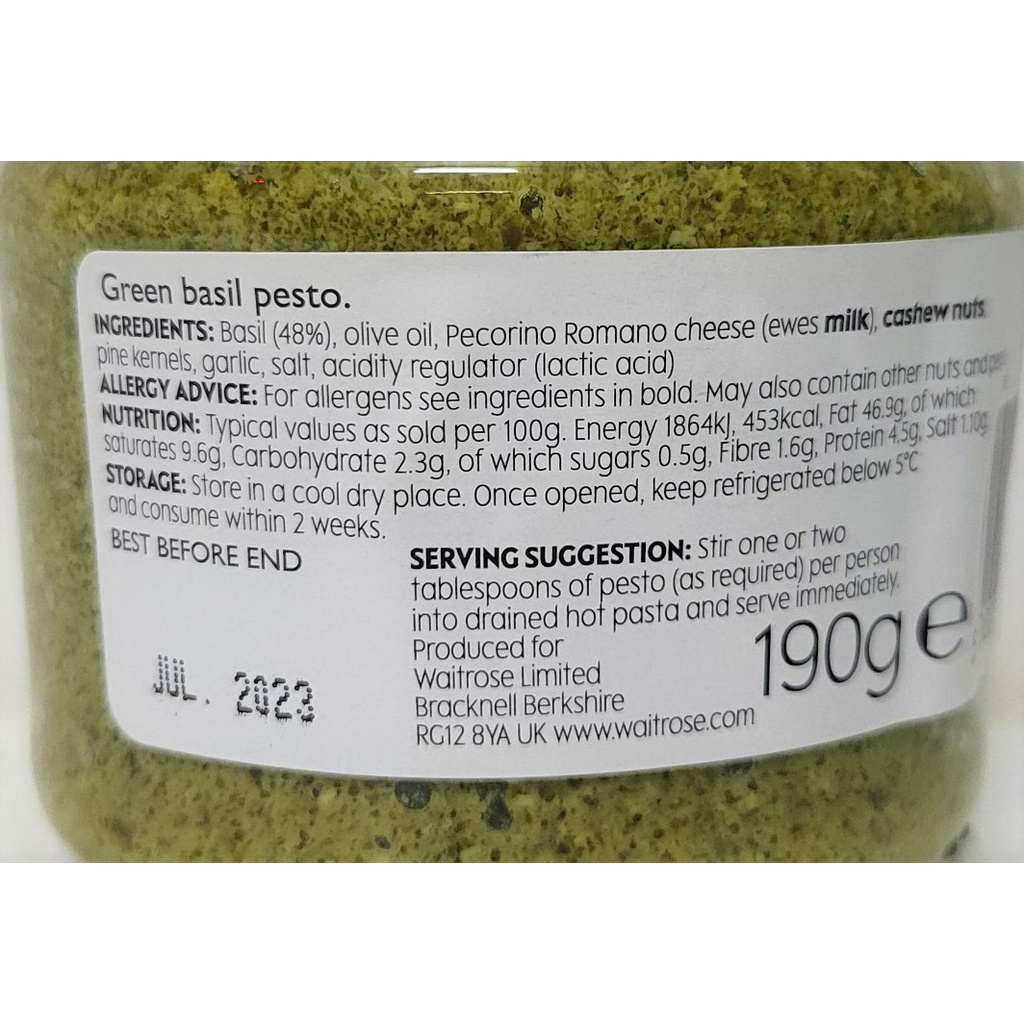 Green basil pesto.
INGREDIENTS: Basil (48%), olive oil, Pecorino Romano cheese (ewes milk), cashew nuts,
pine kernels, garlic, salt, acidity regulator (lactic acid)
ALLERGY ADVICE: For allergens see ingredients in bold. May also contain other nuts and
NUTRITION: Typical values as sold per 100g. Energy 1864kJ, 453kcal, Fat 46.9g, of which
saturates 9.6g, Carbohydrate 2.3g, of which sugars 0.5g, Fibre 1.6g, Protein 4.5g, Salt 1.10g
STORAGE: Store in a cool dry place. Once opened, keep refrigerated below 5°C
and consume within 2 weeks.
BEST BEFORE END
JUL. 2023
SERVING SUGGESTION: Stir one or two
tablespoons of pesto (as required) per person
into drained hot pasta and serve immediately.
Produced for
Waitrose Limited
Bracknell Berkshire
RG12 8YA UK www.waitrose.com
190g e